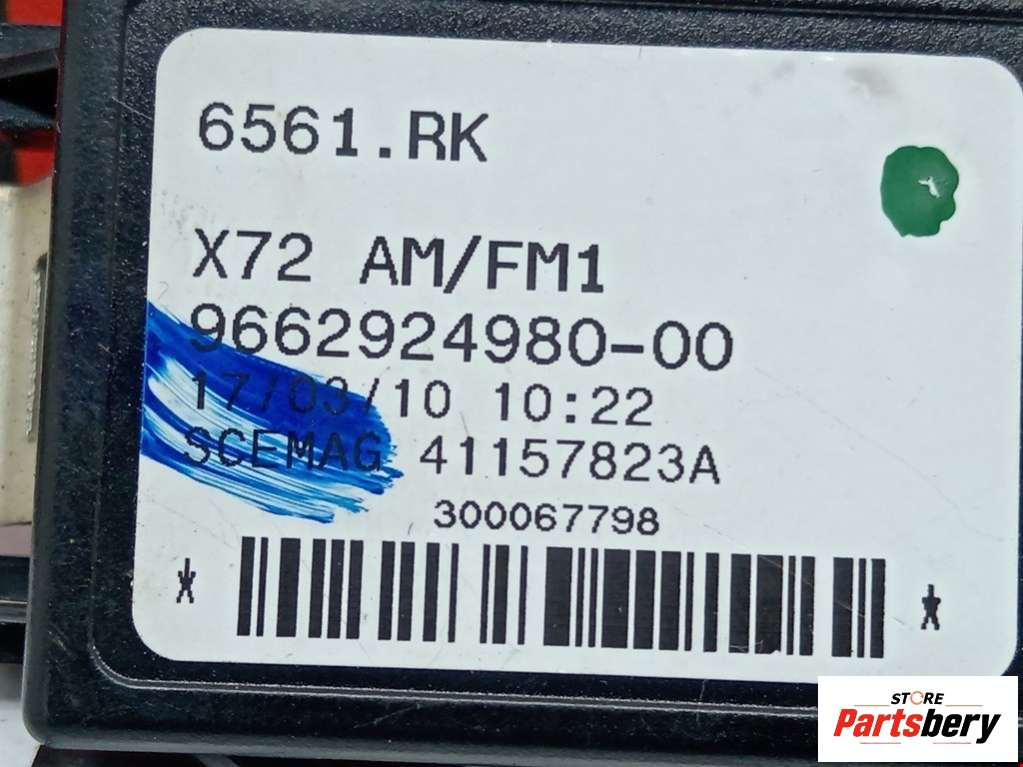 6561.RK
X72 AM/FM1
9662924980-00
17/03/10 10:22
SCEMAG 41157823A
300067798
* *
STORE
Partsbery